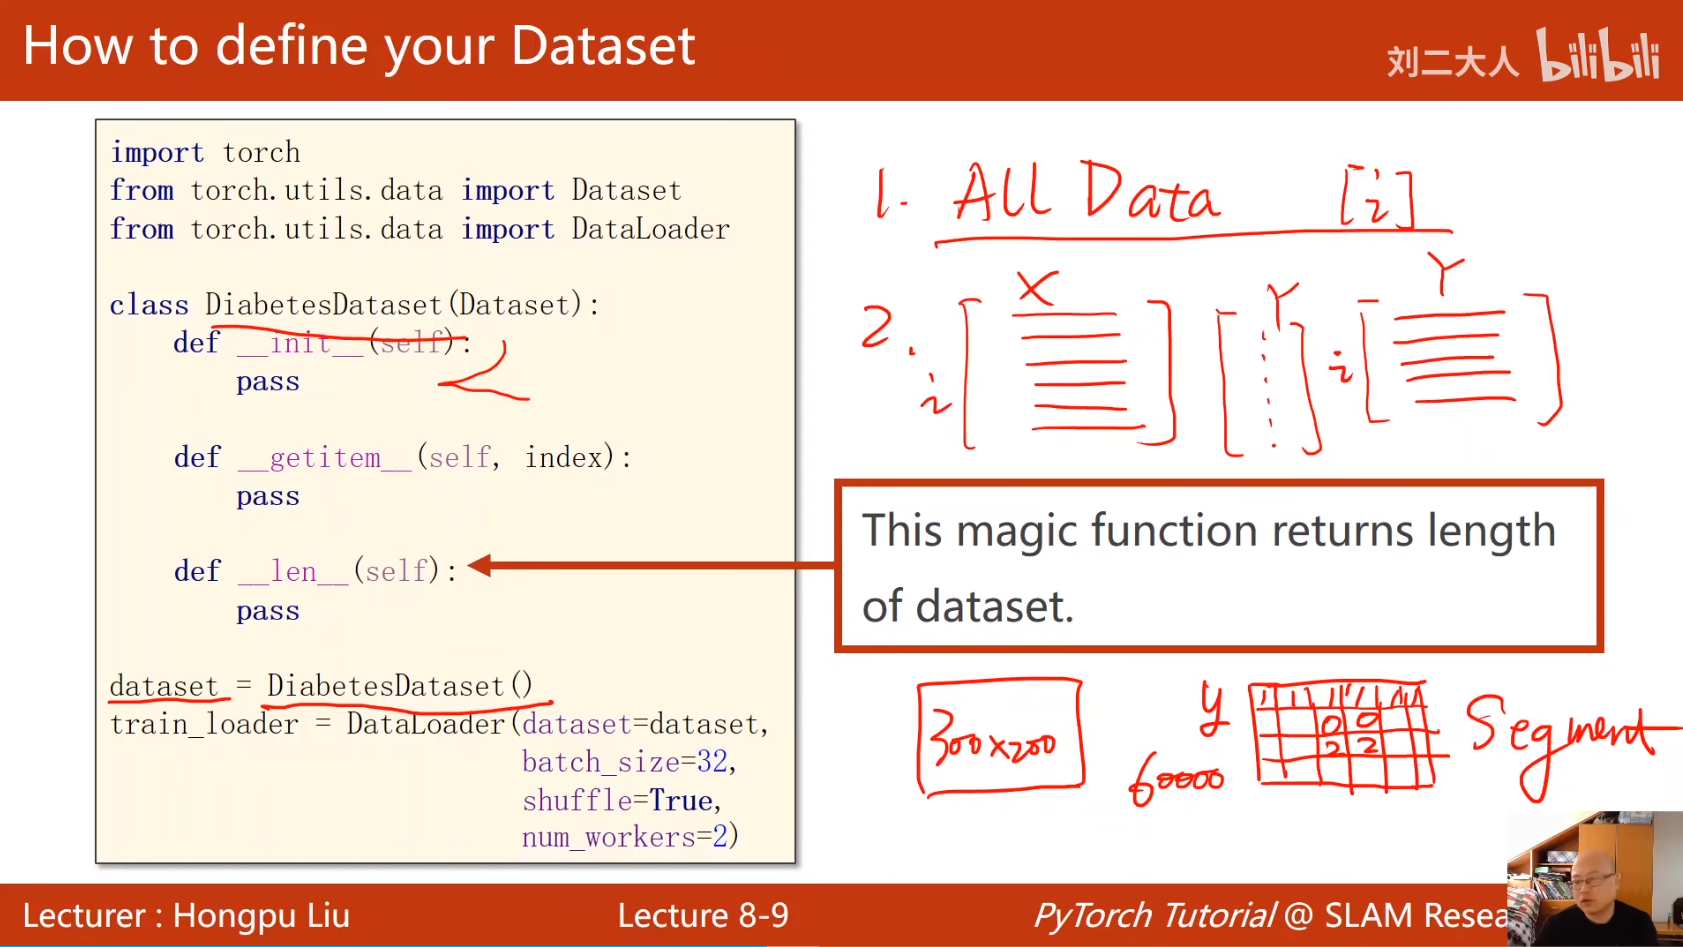 How to define your Dataset
刘二大人 bilibili
import torch
from torch.utils.data import Dataset
from torch.utils.data import DataLoader
class DiabetesDataset(Dataset):
def __init__(self):
pass
def __getitem__(self, index):
pass
def __len__(self):
pass
dataset = DiabetesDataset()
train_loader = DataLoader(dataset=dataset,
batch_size=32,
shuffle=True,
num_workers=2)
1. All Data [i]
2. X Y Y
i i
This magic function returns length
of dataset.
300x200
y
60000
0 0
2 2
Segment
Lecturer : Hongpu Liu
Lecture 8-9
PyTorch Tutorial @ SLAM